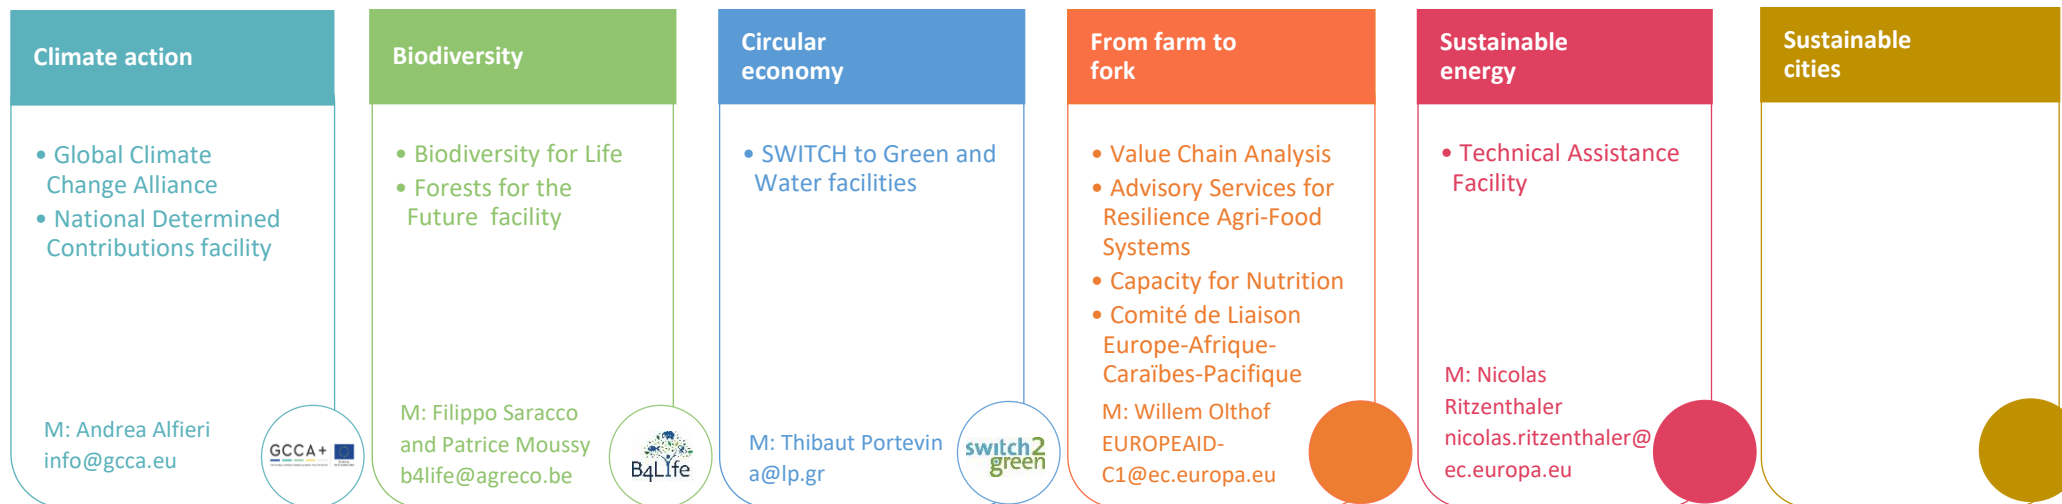 Climate action
• Global Climate
Change Alliance
• National Determined
Contributions facility
M: Andrea Alfieri
info@gcca.eu
GCCA+
Biodiversity
• Biodiversity for Life
• Forests for the
Future facility
M: Filippo Saracco
and Patrice Moussy
b4life@agreco.be
B4Life
Circular
economy
• SWITCH to Green and
Water facilities
M: Thibaut Portevin
a@lp.gr
switch2
green
From farm to
fork
• Value Chain Analysis
• Advisory Services for
Resilience Agri-Food
Systems
• Capacity for Nutrition
• Comité de Liaison
Europe-Afrique-
Caraïbes-Pacifique
M: Willem Olthof
EUROPEAID-
C1@ec.europa.eu
Sustainable
energy
• Technical Assistance
Facility
M: Nicolas
Ritzenthaler
nicolas.ritzenthaler@
ec.europa.eu
Sustainable
cities